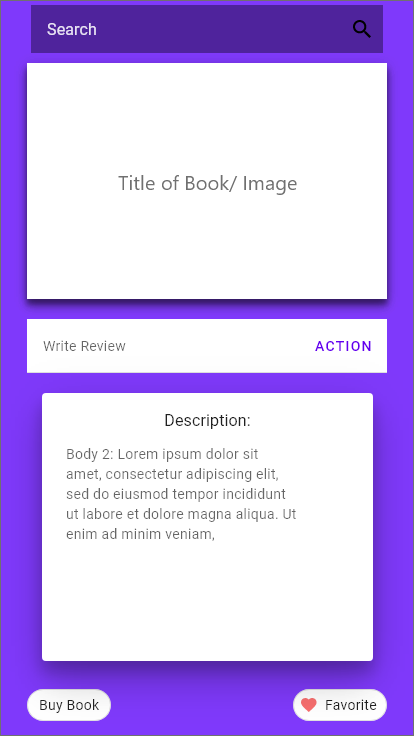 Search
Title of Book/ Image
Write Review
ACTION
Description:
Body 2: Lorem ipsum dolor sit
amet, consectetur adipiscing elit,
sed do eiusmod tempor incididunt
ut labore et dolore magna aliqua. Ut
enim ad minim veniam,
Buy Book
Favorite